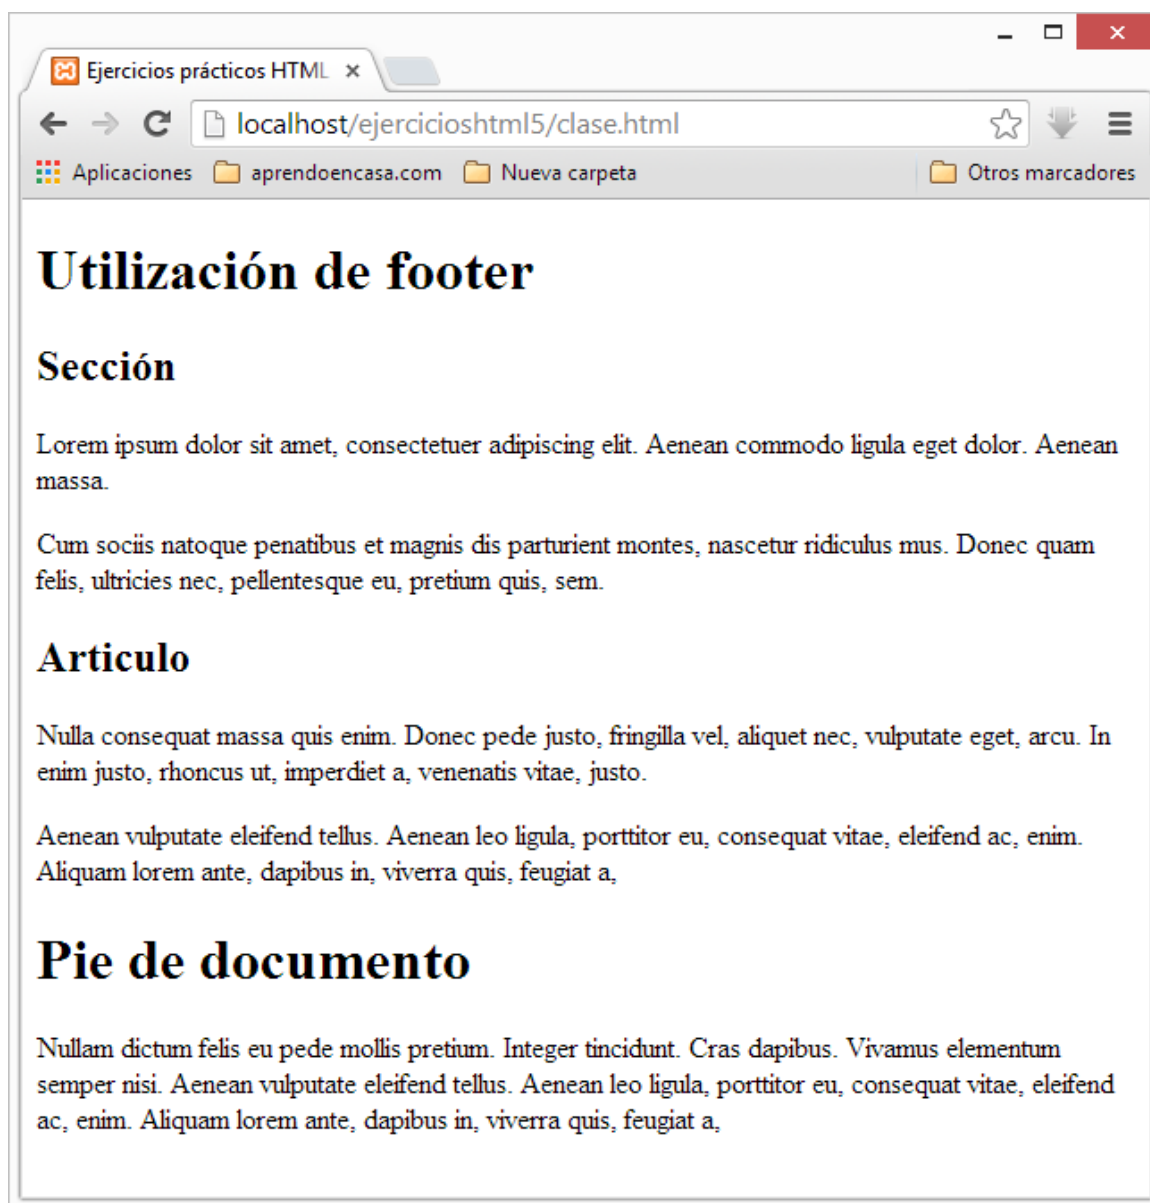 Ejercicios prácticos HTML
localhost/ejercicioshtml5/clase.html
Aplicaciones aprendoencasa.com Nueva carpeta Otros marcadores
Utilización de footer
Sección
Lorem ipsum dolor sit amet, consectetuer adipiscing elit. Aenean commodo ligula eget dolor. Aenean
massa.
Cum sociis natoque penatibus et magnis dis parturient montes, nascetur ridiculus mus. Donec quam
felis, ultricies nec, pellentesque eu, pretium quis, sem.
Articulo
Nulla consequat massa quis enim. Donec pede justo, fringilla vel, aliquet nec, vulputate eget, arcu. In
enim justo, rhoncus ut, imperdiet a, venenatis vitae, justo.
Aenean vulputate eleifend tellus. Aenean leo ligula, porttitor eu, consequat vitae, eleifend ac, enim.
Aliquam lorem ante, dapibus in, viverra quis, feugiat a,
Pie de documento
Nullam dictum felis eu pede mollis pretium. Integer tincidunt. Cras dapibus. Vivamus elementum
semper nisi. Aenean vulputate eleifend tellus. Aenean leo ligula, porttitor eu, consequat vitae, eleifend
ac, enim. Aliquam lorem ante, dapibus in, viverra quis, feugiat a,